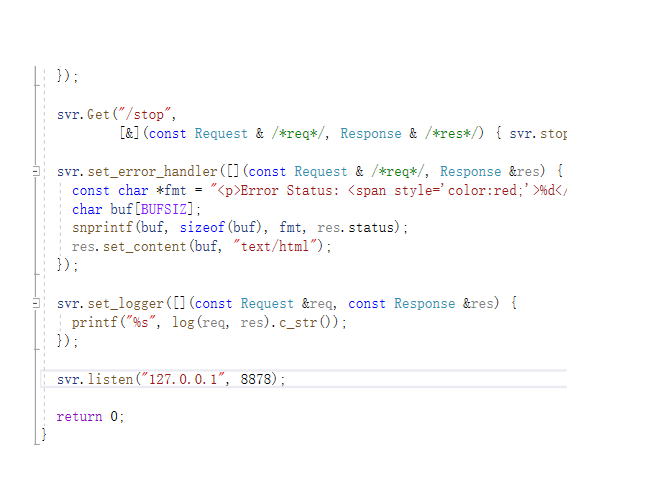 });
svr.Get("/stop",
[&](const Request & /*req*/, Response & /*res*/) { svr.stop
svr.set_error_handler([](const Request & /*req*/, Response &res) {
const char *fmt = "<p>Error Status: <span style='color:red;'>%d</
char buf[BUFSIZ];
snprintf(buf, sizeof(buf), fmt, res.status);
res.set_content(buf, "text/html");
});
svr.set_logger([](const Request &req, const Response &res) {
printf("%s", log(req, res).c_str());
});
svr.listen("127.0.0.1", 8878);
return 0;
}